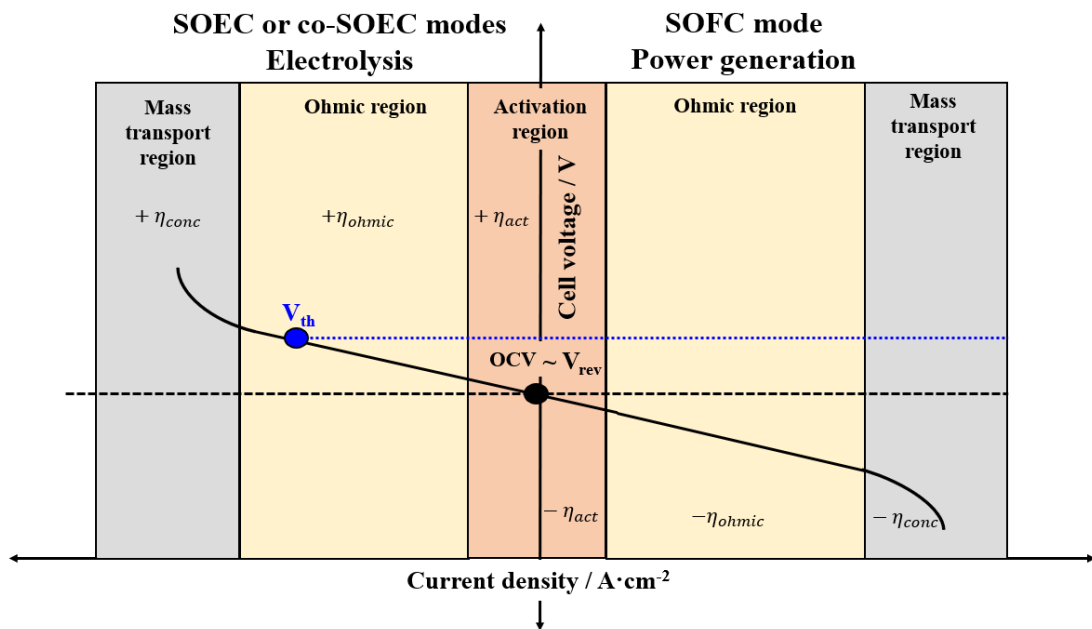 SOEC or co-SOEC modes
Electrolysis
SOFC mode
Power generation
Mass
transport
region
Ohmic region
Activation
region
Ohmic region
Mass
transport
region
+ η_conc
+η_ohmic
+ η_act
Cell voltage / V
V_th
OCV ~ V_rev
− η_act
−η_ohmic
− η_conc
Current density / A·cm⁻²